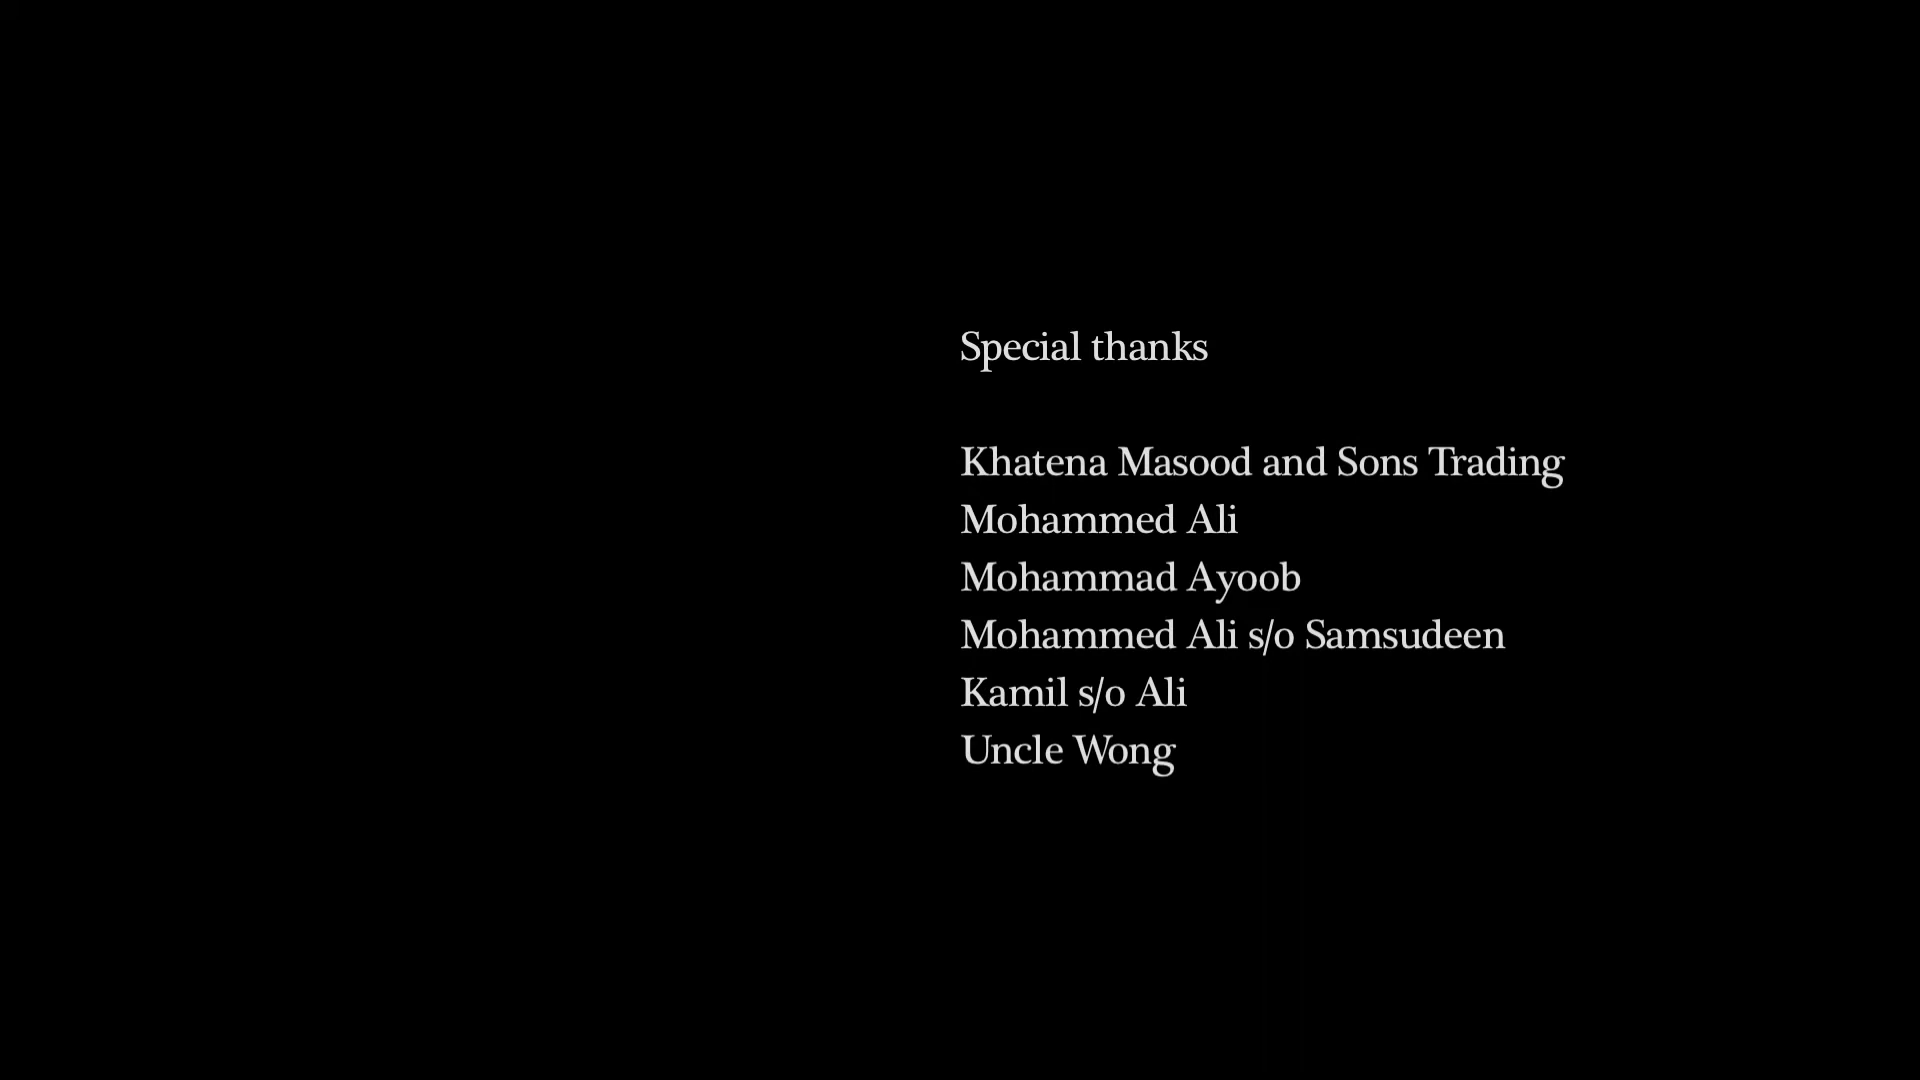 Special thanks
Khatena Masood and Sons Trading
Mohammed Ali
Mohammad Ayoob
Mohammed Ali s/o Samsudeen
Kamil s/o Ali
Uncle Wong